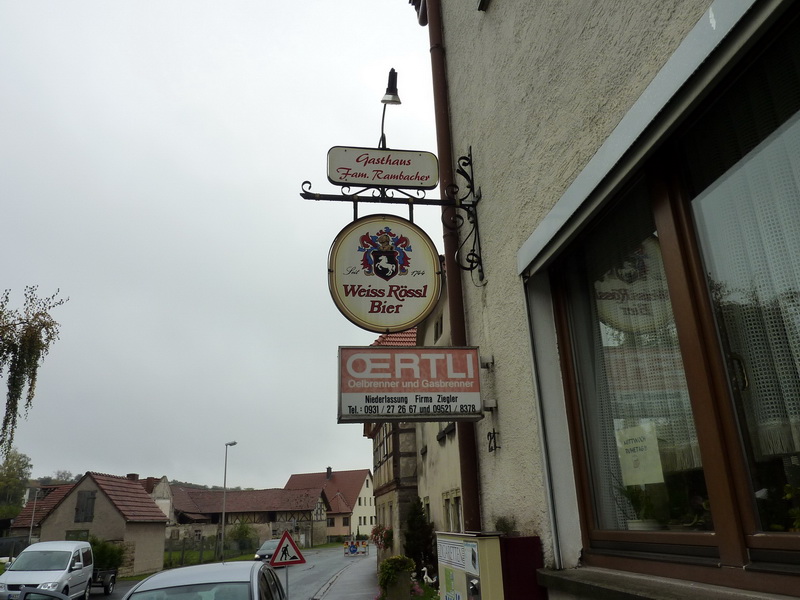 Gasthaus
Fam. Rambacher
Seit 1744
Weiss Rössl
Bier
OERTLI
Oelbrenner und Gasbrenner
Niederlassung Firma Ziegler
Tel.: 0931 / 27 26 67 und 09521 / 8378
21